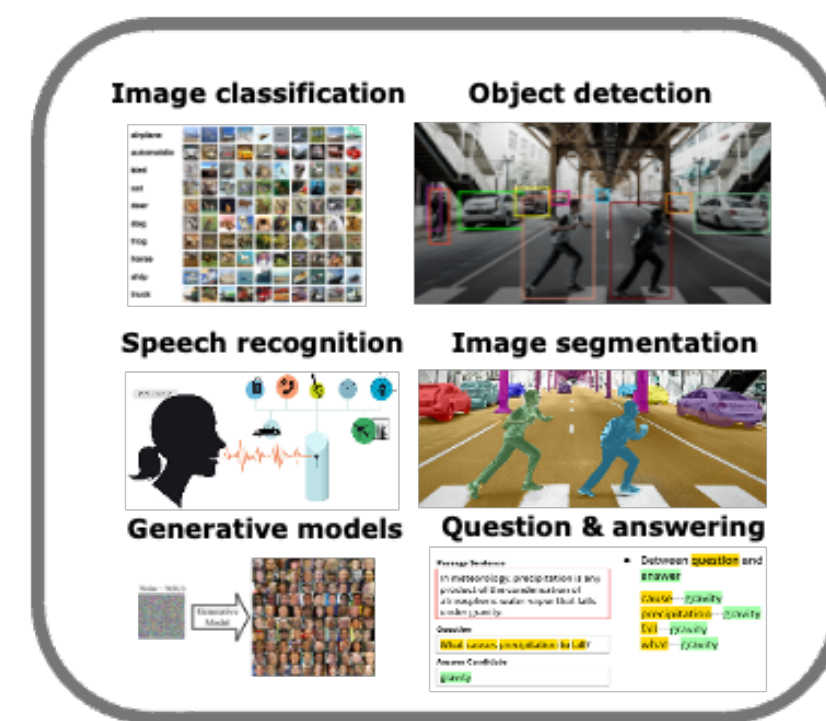 Image classification
Object detection
airplane
automobile
bird
cat
deer
dog
frog
horse
ship
truck
Speech recognition
Image segmentation
Generative models
Question & answering
Generative
Model
Passage Sentence
In meteorology, precipitation is any
product of the condensation of
atmospheric water vapor that falls
under gravity.
Question
What causes precipitation to fall?
Answer Candidate
gravity
Between question and
answer
cause—gravity
precipitation—gravity
fall—gravity
what—gravity